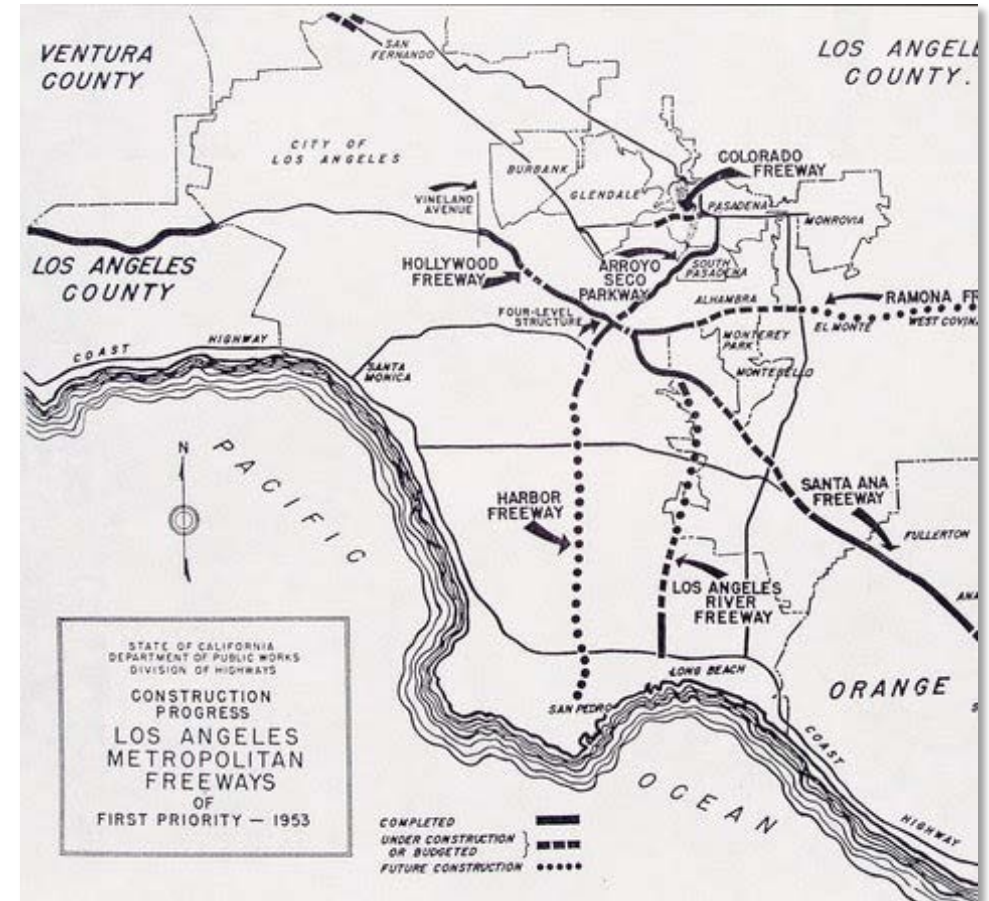 VENTURA
COUNTY
SAN
FERNANDO
LOS ANGEL
COUNTY.
CITY OF
LOS ANGELES
BURBANK
GLENDALE
COLORADO
FREEWAY
VINELAND
AVENUE
PASADENA
MONROVIA
LOS ANGELES
COUNTY
HOLLYWOOD
FREEWAY
ARROYO
SECO
PARKWAY
SOUTH
PASADENA
ALHAMBRA
RAMONA FR
FOUR-LEVEL
STRUCTURE
EL MONTE
WEST COVINA
MONTEREY
PARK
COAST
HIGHWAY
SANTA
MONICA
MONTEBELLO
N
PACIFIC
HARBOR
FREEWAY
SANTA ANA
FREEWAY
FULLERTON
LOS ANGELES
RIVER
FREEWAY
ANA
LONG BEACH
SAN PEDRO
ORANGE
S
COAST
HIGHWAY
OCEAN
STATE OF CALIFORNIA
DEPARTMENT OF PUBLIC WORKS
DIVISION OF HIGHWAYS
CONSTRUCTION
PROGRESS
LOS ANGELES
METROPOLITAN
FREEWAYS
OF
FIRST PRIORITY — 1953
COMPLETED
UNDER CONSTRUCTION
OR BUDGETED
FUTURE CONSTRUCTION